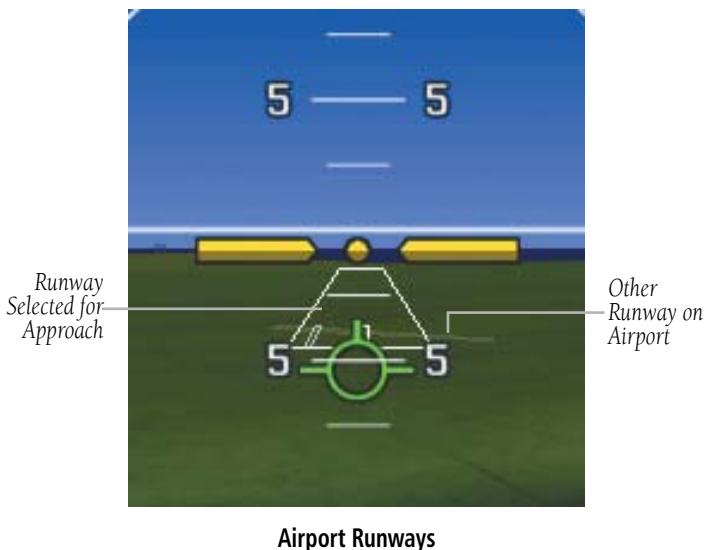 5 5
Runway
Selected for
Approach
Other
Runway on
Airport
1
5 5
Airport Runways